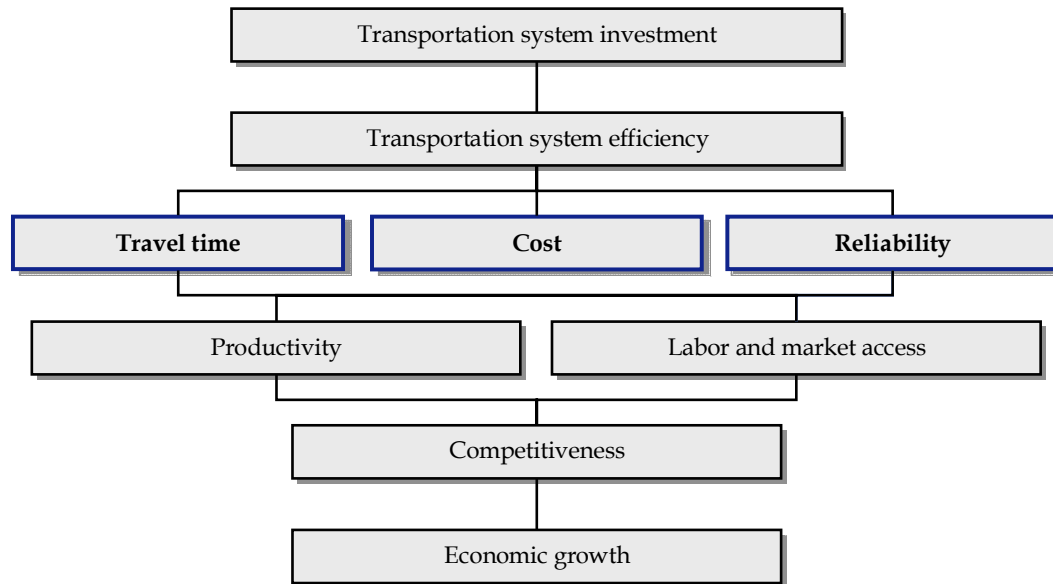 Transportation system investment
Transportation system efficiency
Travel time
Cost
Reliability
Productivity
Labor and market access
Competitiveness
Economic growth